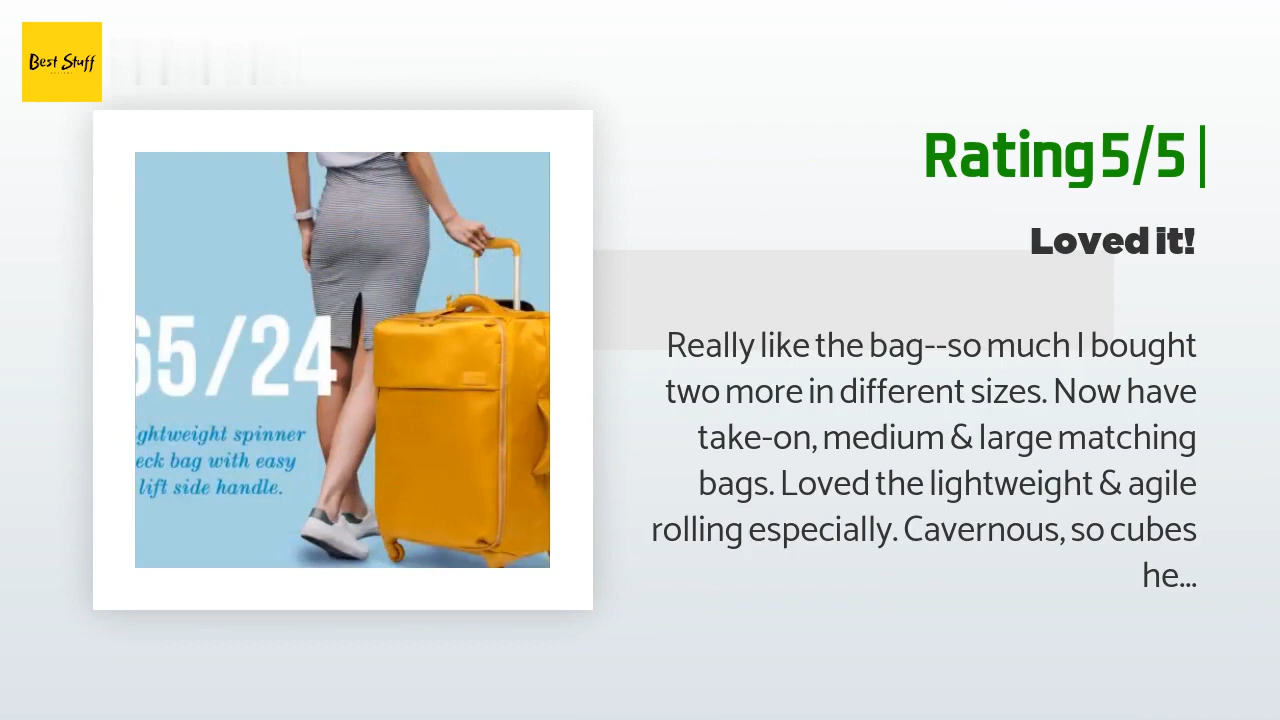 Best Stuff
Rating 5/5 |
Loved it!
Really like the bag--so much I bought
two more in different sizes. Now have
take-on, medium & large matching
bags. Loved the lightweight & agile
rolling especially. Cavernous, so cubes
he...
65/24
ghtweight spinner
eck bag with easy
lift side handle.